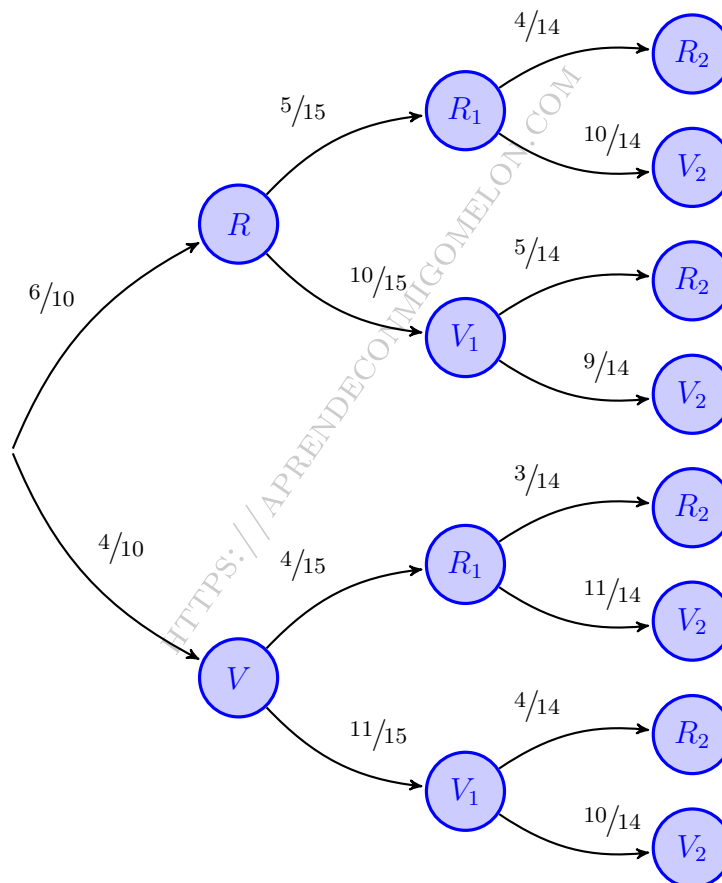 4/14
R₂
5/15
R₁
10/14
V₂
R
6/10
10/15
5/14
R₂
V₁
9/14
V₂
HTTPS://APRENDECONMIGOMELON.COM
3/14
R₂
4/10
4/15
R₁
11/14
V₂
V
11/15
4/14
R₂
V₁
10/14
V₂